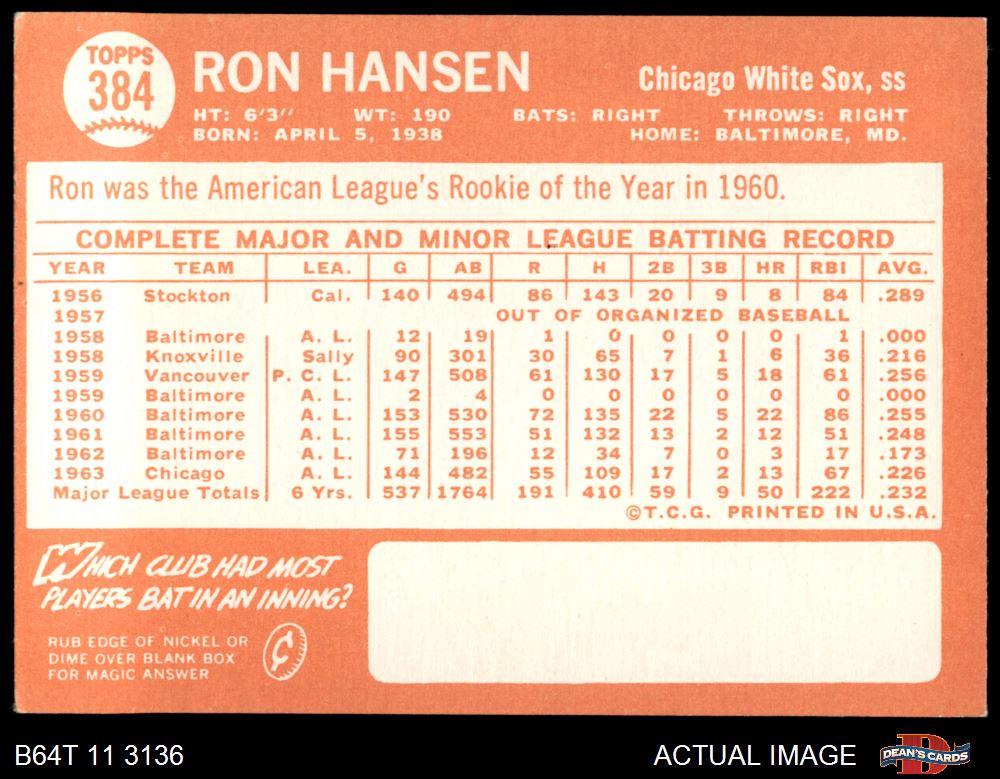 TOPPS
384
RON HANSEN
Chicago White Sox, ss
HT: 6'3" WT: 190 BATS: RIGHT THROWS: RIGHT
BORN: APRIL 5, 1938 HOME: BALTIMORE, MD.
Ron was the American League's Rookie of the Year in 1960.
COMPLETE MAJOR AND MINOR LEAGUE BATTING RECORD
YEAR TEAM LEA. G AB R H 2B 3B HR RBI AVG.
1956 Stockton Cal. 140 494 86 143 20 9 8 84 .289
1957 OUT OF ORGANIZED BASEBALL
1958 Baltimore A. L. 12 19 1 0 0 0 0 1 .000
1958 Knoxville Sally 90 301 30 65 7 1 6 36 .216
1959 Vancouver P. C. L. 147 508 61 130 17 5 18 61 .256
1959 Baltimore A. L. 2 4 0 0 0 0 0 0 .000
1960 Baltimore A. L. 153 530 72 135 22 5 22 86 .255
1961 Baltimore A. L. 155 553 51 132 13 2 12 51 .248
1962 Baltimore A. L. 71 196 12 34 7 0 3 17 .173
1963 Chicago A. L. 144 482 55 109 17 2 13 67 .226
Major League Totals 6 Yrs. 537 1764 191 410 59 9 50 222 .232
©T.C.G. PRINTED IN U.S.A.
WHICH CLUB HAD MOST
PLAYERS BAT IN AN INNING?
RUB EDGE OF NICKEL OR
DIME OVER BLANK BOX
FOR MAGIC ANSWER
B64T 11 3136
ACTUAL IMAGE
DEAN'S CARDS